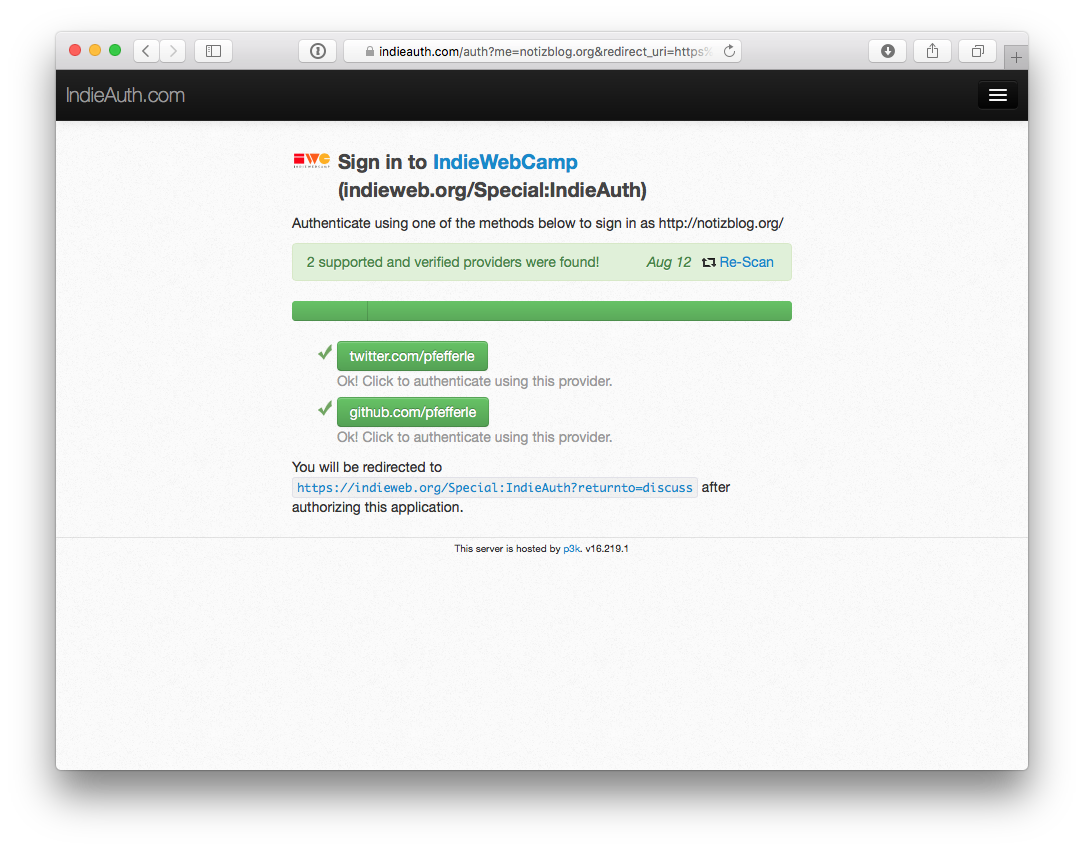 indieauth.com/auth?me=notizblog.org&redirect_uri=https%
IndieAuth.com
Sign in to IndieWebCamp
(indieweb.org/Special:IndieAuth)
Authenticate using one of the methods below to sign in as http://notizblog.org/
2 supported and verified providers were found! Aug 12 Re-Scan
twitter.com/pfefferle
Ok! Click to authenticate using this provider.
github.com/pfefferle
Ok! Click to authenticate using this provider.
You will be redirected to
https://indieweb.org/Special:IndieAuth?returnto=discuss after
authorizing this application.
This server is hosted by p3k. v16.219.1